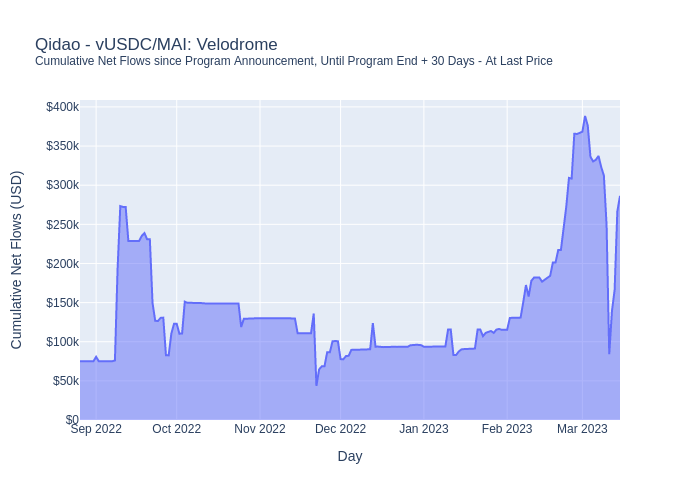 Qidao - vUSDC/MAI: Velodrome
Cumulative Net Flows since Program Announcement, Until Program End + 30 Days - At Last Price
Cumulative Net Flows (USD)
$400k
$350k
$300k
$250k
$200k
$150k
$100k
$50k
$0
Sep 2022 Oct 2022 Nov 2022 Dec 2022 Jan 2023 Feb 2023 Mar 2023
Day